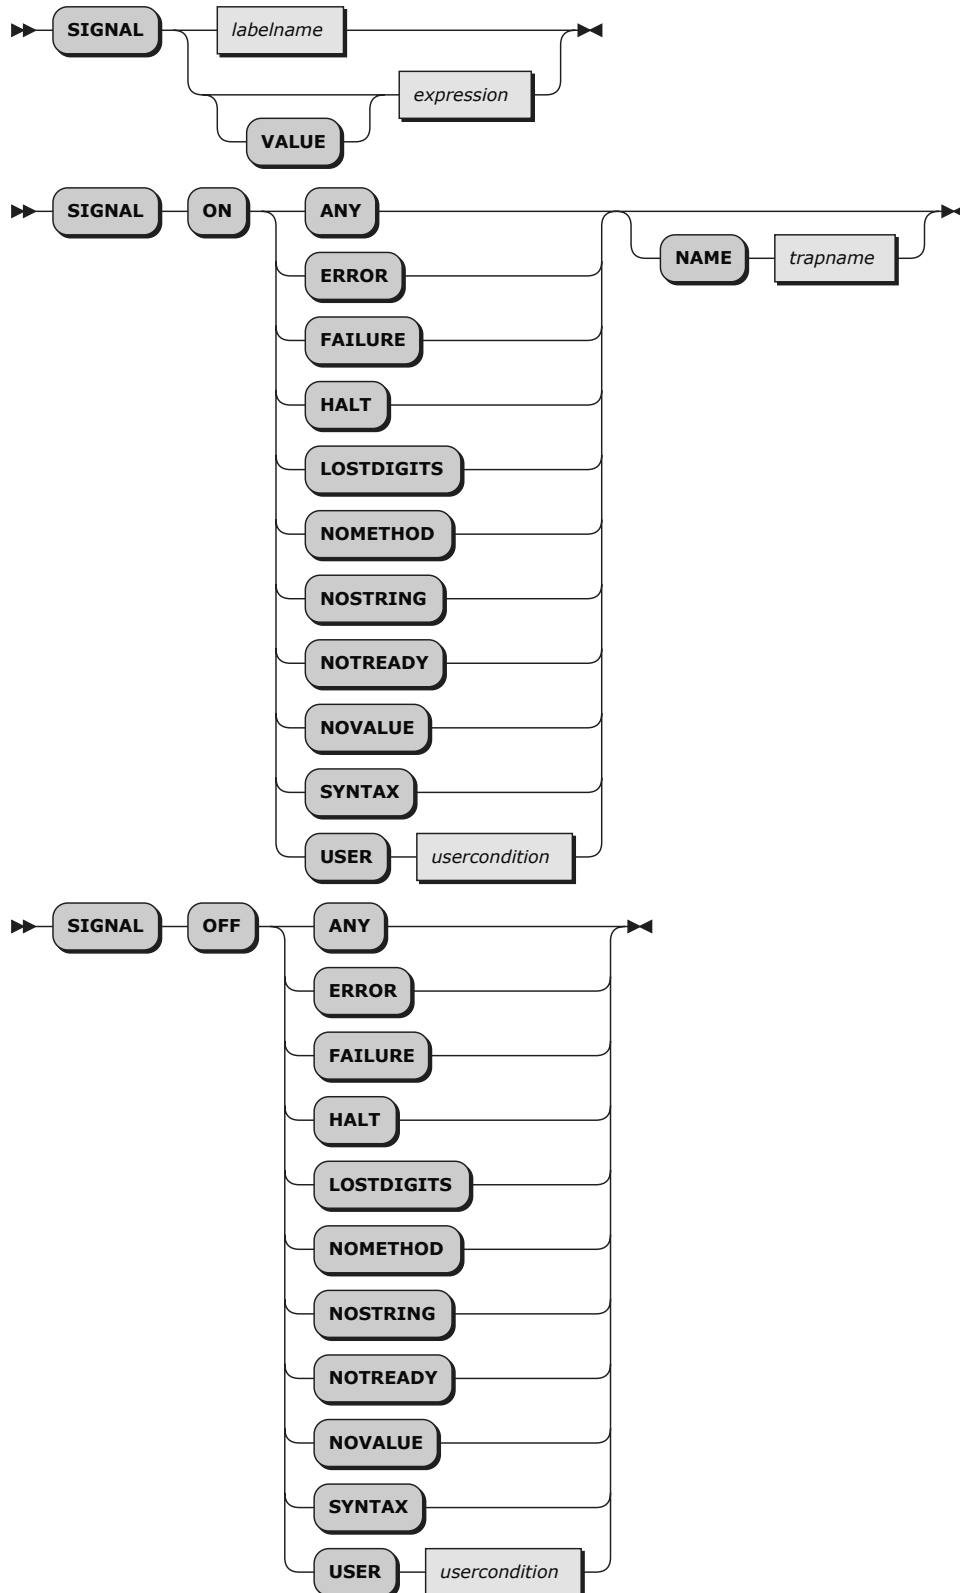 SIGNAL labelname
expression
VALUE
SIGNAL ON ANY
NAME trapname
ERROR
FAILURE
HALT
LOSTDIGITS
NOMETHOD
NOSTRING
NOTREADY
NOVALUE
SYNTAX
USER usercondition
SIGNAL OFF ANY
ERROR
FAILURE
HALT
LOSTDIGITS
NOMETHOD
NOSTRING
NOTREADY
NOVALUE
SYNTAX
USER usercondition